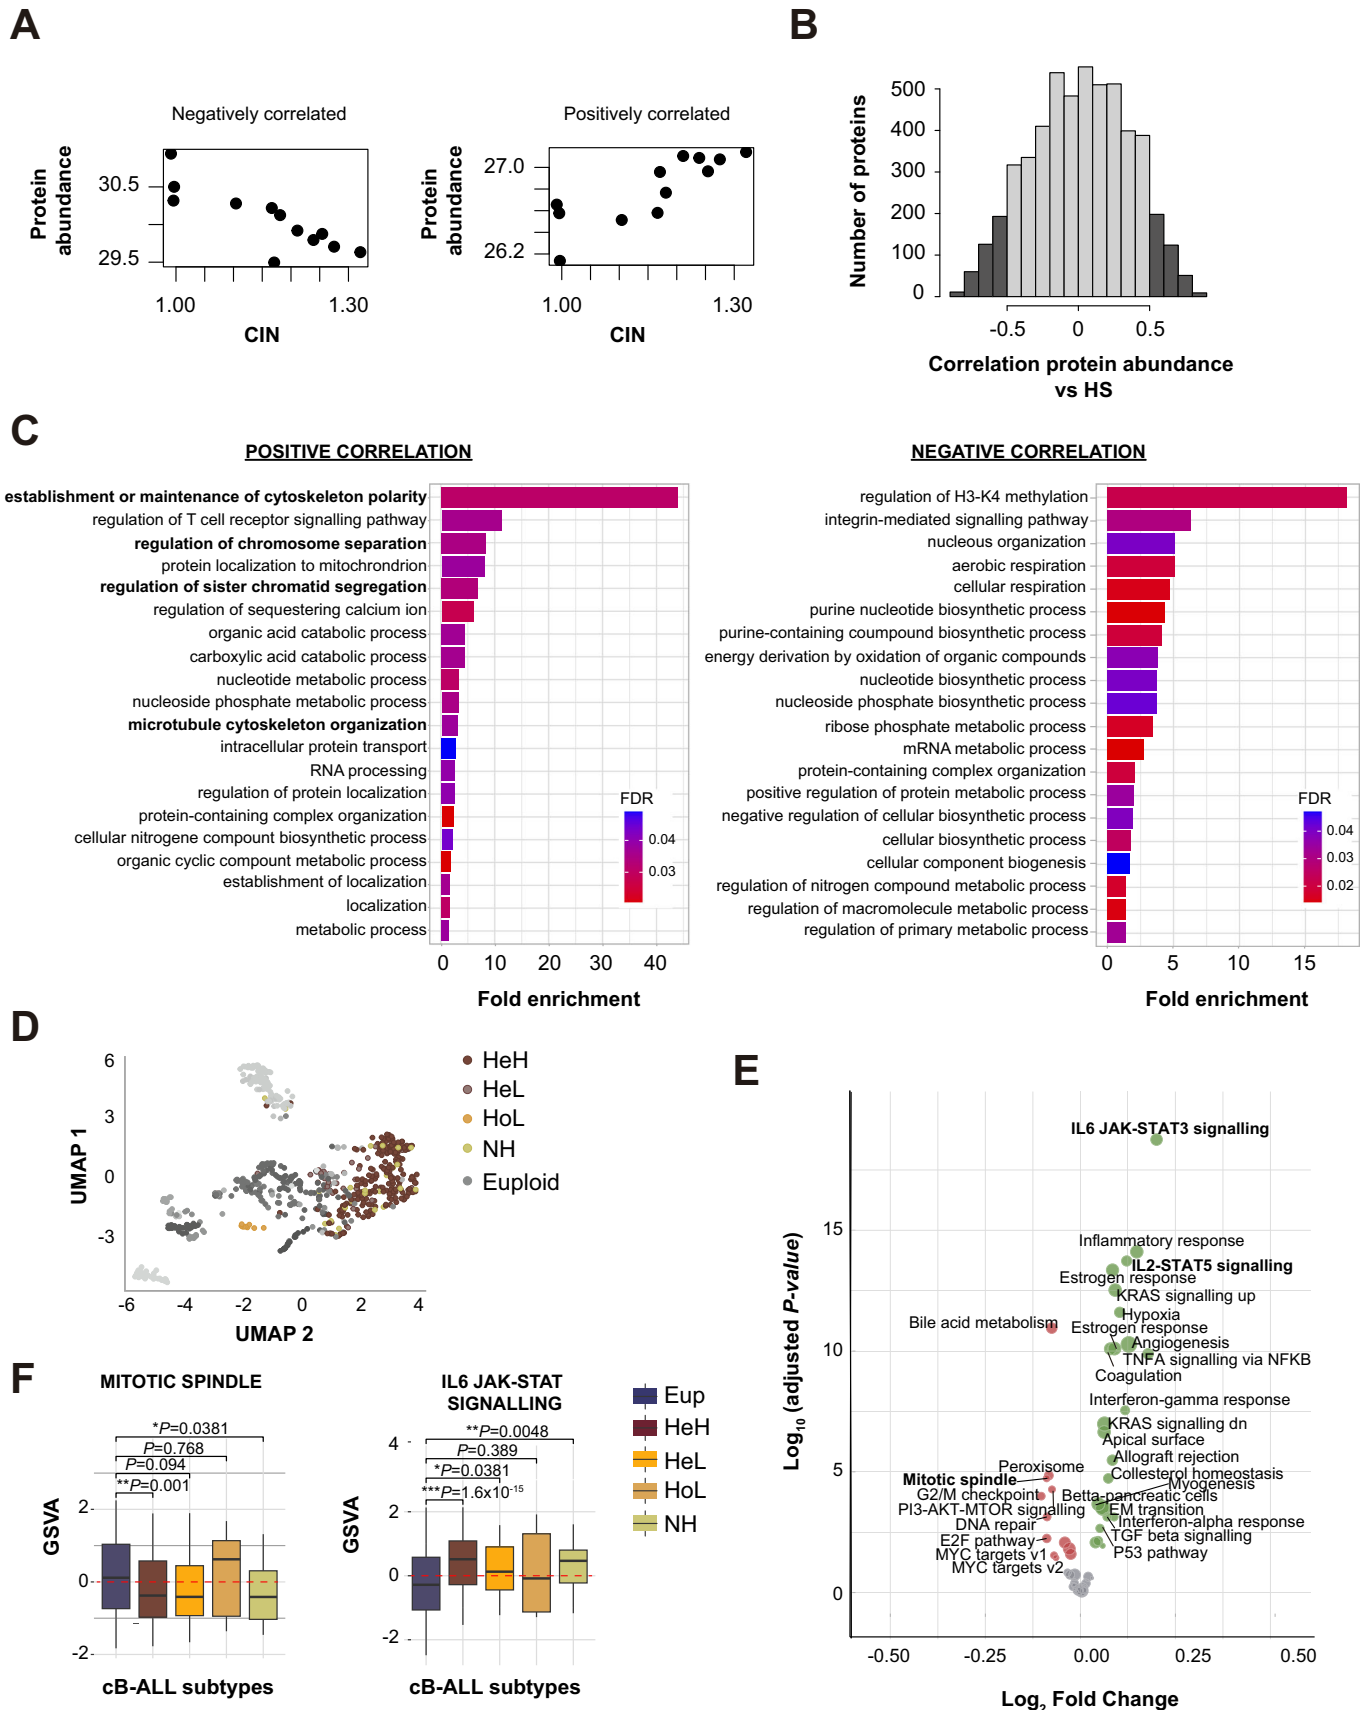 A
Negatively correlated
Protein
abundance
30.5
29.5
1.00
1.30
CIN
Positively correlated
Protein
abundance
27.0
26.2
1.00
1.30
CIN
B
Number of proteins
500
400
300
200
100
0
-0.5
0
0.5
Correlation protein abundance
vs HS
C
POSITIVE CORRELATION
establishment or maintenance of cytoskeleton polarity
regulation of T cell receptor signalling pathway
regulation of chromosome separation
protein localization to mitochrondrion
regulation of sister chromatid segregation
regulation of sequestering calcium ion
organic acid catabolic process
carboxylic acid catabolic process
nucleotide metabolic process
nucleoside phosphate metabolic process
microtubule cytoskeleton organization
intracellular protein transport
RNA processing
regulation of protein localization
protein-containing complex organization
cellular nitrogene compount biosynthetic process
organic cyclic compount metabolic process
establishment of localization
localization
metabolic process
FDR
0.04
0.03
0
10
20
30
40
Fold enrichment
NEGATIVE CORRELATION
regulation of H3-K4 methylation
integrin-mediated signalling pathway
nucleous organization
aerobic respiration
cellular respiration
purine nucleotide biosynthetic process
purine-containing coumpound biosynthetic process
energy derivation by oxidation of organic compounds
nucleotide biosynthetic process
nucleoside phosphate biosynthetic process
ribose phosphate metabolic process
mRNA metabolic process
protein-containing complex organization
positive regulation of protein metabolic process
negative regulation of cellular biosynthetic process
cellular biosynthetic process
cellular component biogenesis
regulation of nitrogen compound metabolic process
regulation of macromolecule metabolic process
regulation of primary metabolic process
FDR
0.04
0.03
0.02
0
5
10
15
Fold enrichment
D
UMAP 1
6
3
0
-3
-6
-4
-2
0
2
4
UMAP 2
HeH
HeL
HoL
NH
Euploid
E
Log10 (adjusted P-value)
15
10
5
0
IL6 JAK-STAT3 signalling
Inflammatory response
IL2-STAT5 signalling
Estrogen response
KRAS signalling up
Hypoxia
Bile acid metabolism
Estrogen response
Angiogenesis
TNFA signalling via NFKB
Coagulation
Interferon-gamma response
KRAS signalling dn
Apical surface
Allograft rejection
Peroxisome
Collesterol homeostasis
Mitotic spindle
Myogenesis
G2/M checkpoint
Betta-pancreatic cells
PI3-AKT-MTOR signalling
EM transition
DNA repair
Interferon-alpha response
E2F pathway
TGF beta signalling
MYC targets v1
P53 pathway
MYC targets v2
-0.50
-0.25
0.00
0.25
0.50
Log2 Fold Change
F
MITOTIC SPINDLE
*P=0.0381
P=0.768
P=0.094
**P=0.001
GSVA
2
0
-2
cB-ALL subtypes
IL6 JAK-STAT
SIGNALLING
**P=0.0048
P=0.389
*P=0.0381
***P=1.6x10-15
GSVA
4
2
0
-2
cB-ALL subtypes
Eup
HeH
HeL
HoL
NH